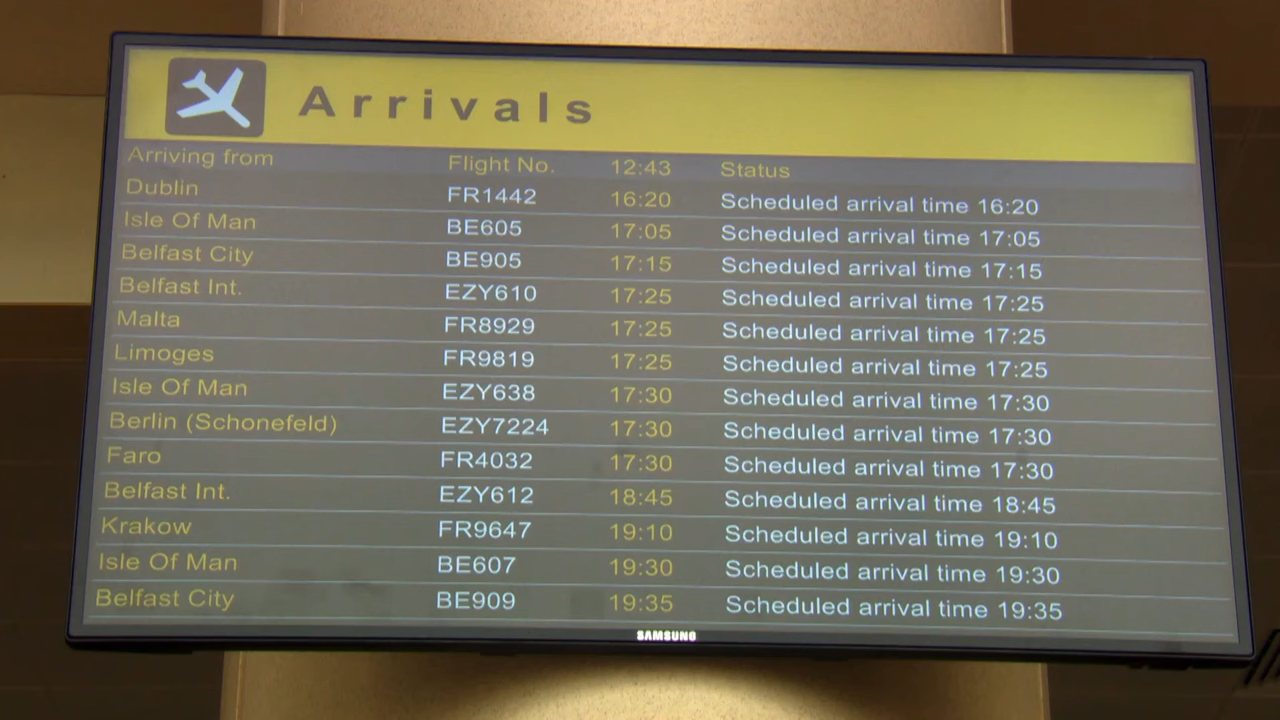 Arrivals
Arriving from Flight No. 12:43 Status
Dublin FR1442 16:20 Scheduled arrival time 16:20
Isle Of Man BE605 17:05 Scheduled arrival time 17:05
Belfast City BE905 17:15 Scheduled arrival time 17:15
Belfast Int. EZY610 17:25 Scheduled arrival time 17:25
Malta FR8929 17:25 Scheduled arrival time 17:25
Limoges FR9819 17:25 Scheduled arrival time 17:25
Isle Of Man EZY638 17:30 Scheduled arrival time 17:30
Berlin (Schonefeld) EZY7224 17:30 Scheduled arrival time 17:30
Faro FR4032 17:30 Scheduled arrival time 17:30
Belfast Int. EZY612 18:45 Scheduled arrival time 18:45
Krakow FR9647 19:10 Scheduled arrival time 19:10
Isle Of Man BE607 19:30 Scheduled arrival time 19:30
Belfast City BE909 19:35 Scheduled arrival time 19:35
SAMSUNG